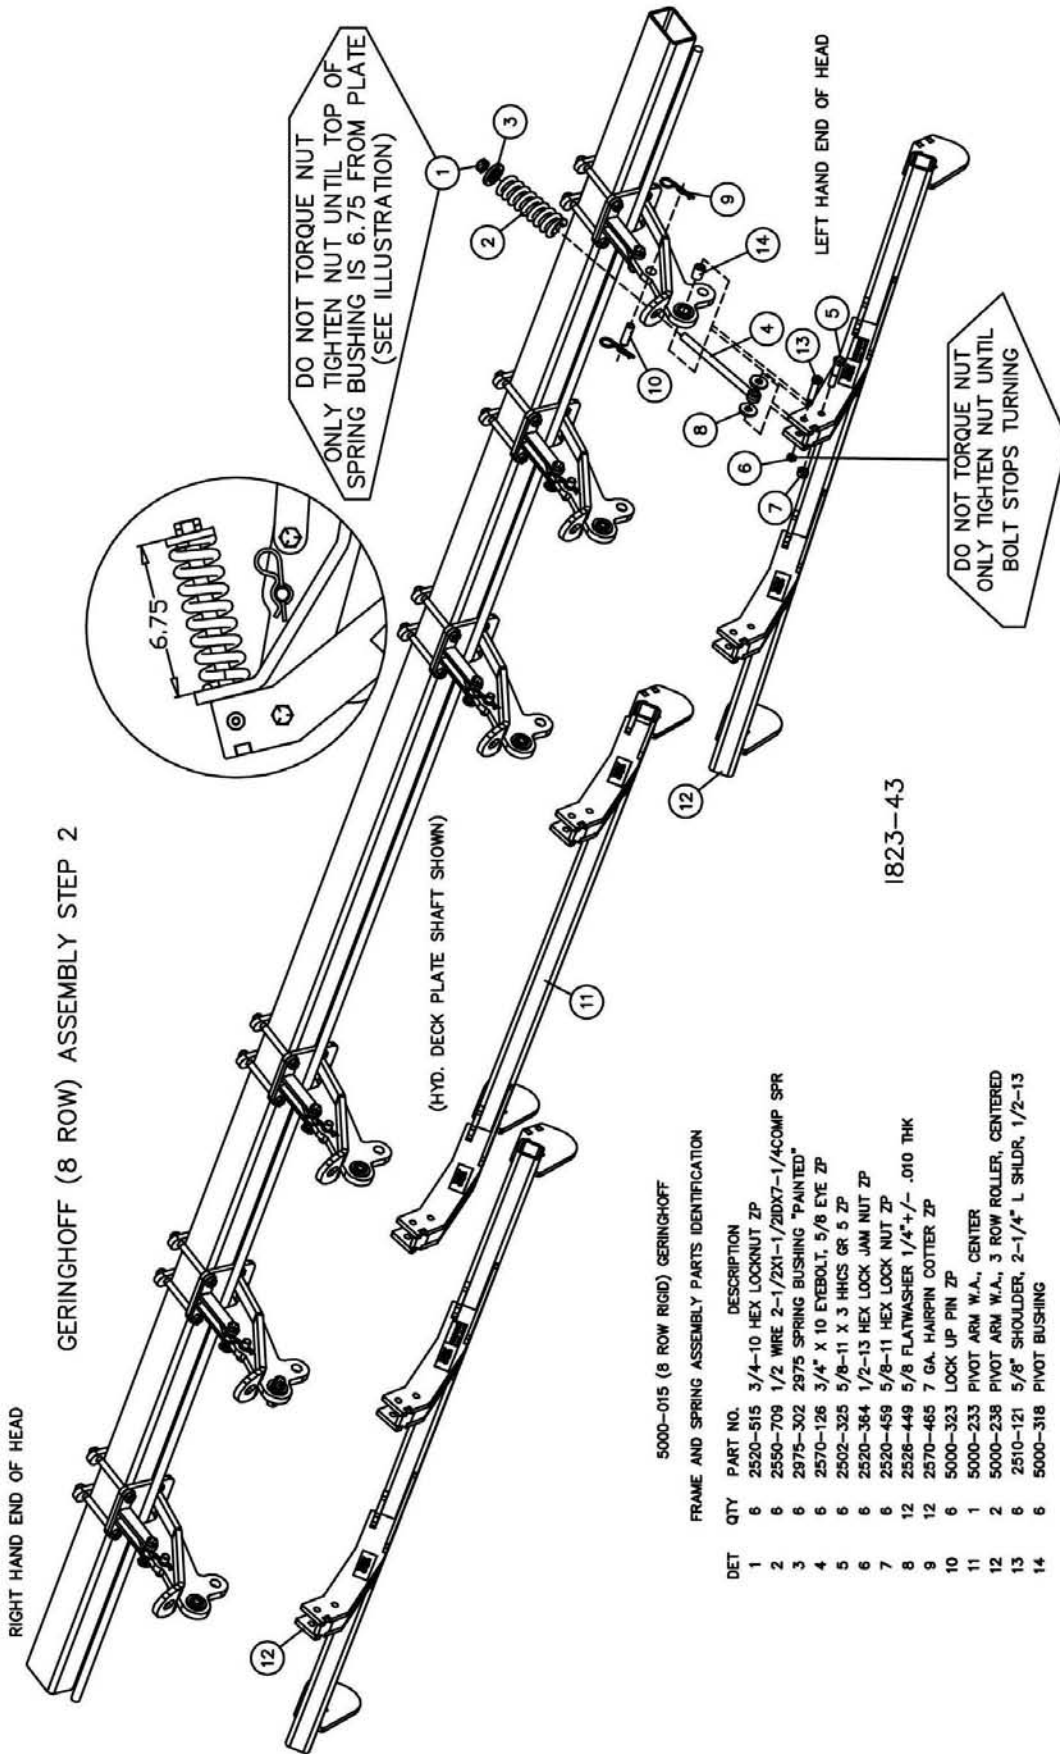 RIGHT HAND END OF HEAD
GERINGHOFF (8 ROW) ASSEMBLY STEP 2
6.75
DO NOT TORQUE NUT
ONLY TIGHTEN NUT UNTIL TOP OF
SPRING BUSHING IS 6.75 FROM PLATE
(SEE ILLUSTRATION)
1
3
2
9
14
10
4
13
5
8
6
7
(HYD. DECK PLATE SHAFT SHOWN)
LEFT HAND END OF HEAD
DO NOT TORQUE NUT
ONLY TIGHTEN NUT UNTIL
BOLT STOPS TURNING
12
11
12
1823-43
5000-015 (8 ROW RIGID) GERINGHOFF
FRAME AND SPRING ASSEMBLY PARTS IDENTIFICATION
DET QTY PART NO. DESCRIPTION
1 6 2520-515 3/4-10 HEX LOCKNUT ZP
2 6 2550-709 1/2 WIRE 2-1/2X1-1/2IDX7-1/4COMP SPR
3 6 2975-302 2975 SPRING BUSHING "PAINTED"
4 6 2570-126 3/4" X 10 EYEBOLT, 5/8 EYE ZP
5 6 2502-325 5/8-11 X 3 HHCS GR 5 ZP
6 6 2520-364 1/2-13 HEX LOCK JAM NUT ZP
7 6 2520-459 5/8-11 HEX LOCK NUT ZP
8 12 2526-449 5/8 FLATWASHER 1/4"+/- .010 THK
9 12 2570-465 7 GA. HAIRPIN COTTER ZP
10 6 5000-323 LOCK UP PIN ZP
11 1 5000-233 PIVOT ARM W.A., CENTER
12 2 5000-238 PIVOT ARM W.A., 3 ROW ROLLER, CENTERED
13 6 2510-121 5/8" SHOULDER, 2-1/4" L SHLDR, 1/2-13
14 6 5000-318 PIVOT BUSHING